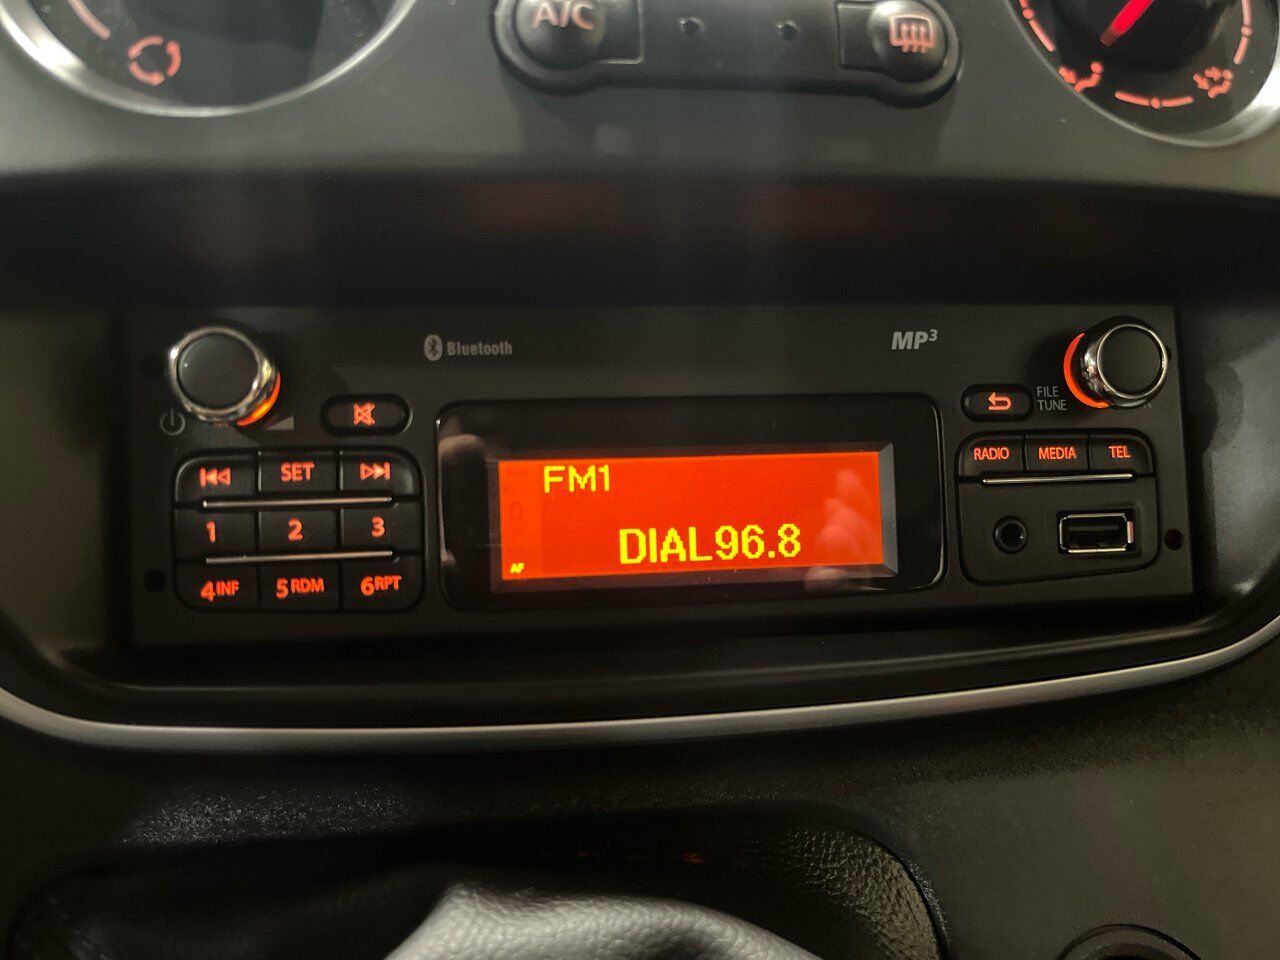 A/C
Bluetooth
MP3
FILE
TUNE
SET
RADIO MEDIA TEL
FM1
1 2 3
DIAL96.8
AF
4INF 5RDM 6RPT